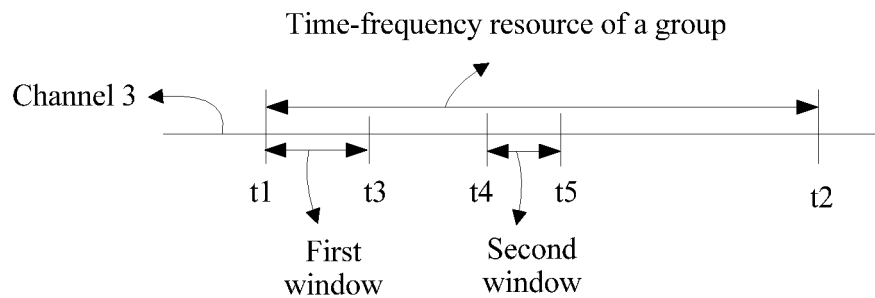 Time-frequency resource of a group
Channel 3
t1
t3
t4
t5
t2
First
window
Second
window